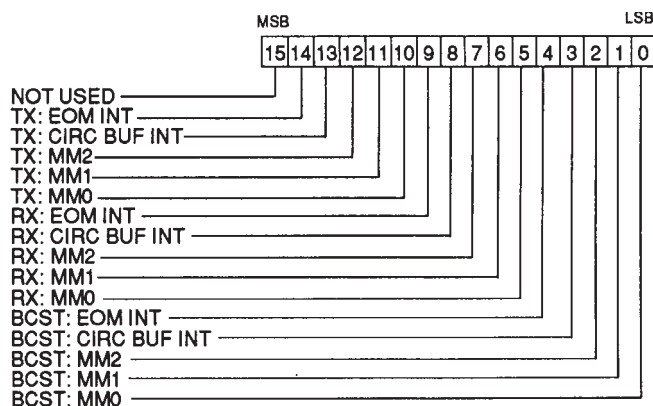 MSB LSB
15 14 13 12 11 10 9 8 7 6 5 4 3 2 1 0
NOT USED
TX: EOM INT
TX: CIRC BUF INT
TX: MM2
TX: MM1
TX: MM0
RX: EOM INT
RX: CIRC BUF INT
RX: MM2
RX: MM1
RX: MM0
BCST: EOM INT
BCST: CIRC BUF INT
BCST: MM2
BCST: MM1
BCST: MM0